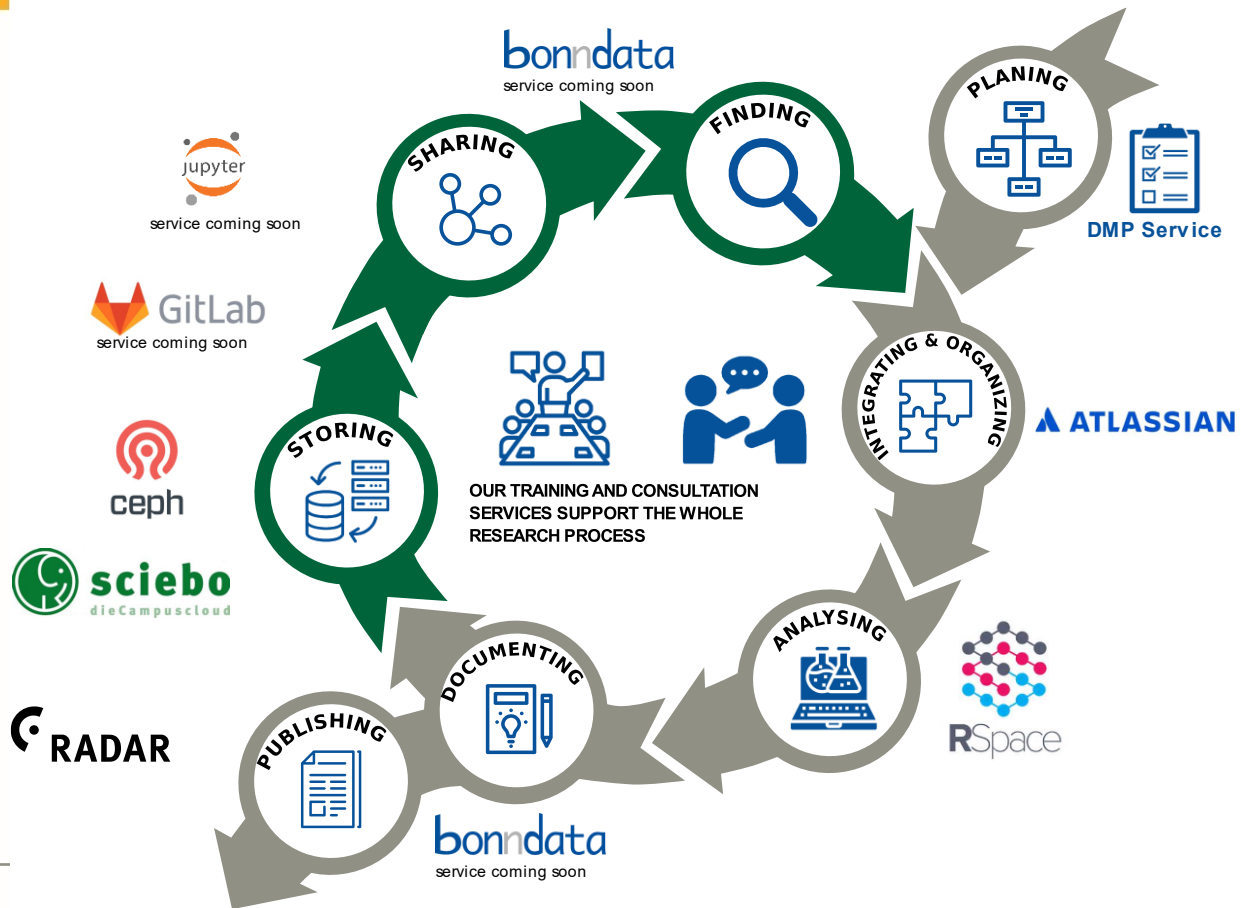 bonndata
service coming soon
PLANING
FINDING
SHARING
jupyter
service coming soon
DMP Service
GitLab
service coming soon
INTEGRATING & ORGANIZING
ATLASSIAN
STORING
ceph
OUR TRAINING AND CONSULTATION
SERVICES SUPPORT THE WHOLE
RESEARCH PROCESS
sciebo
dieCampuscloud
ANALYSING
DOCUMENTING
RSpace
PUBLISHING
RADAR
bonndata
service coming soon